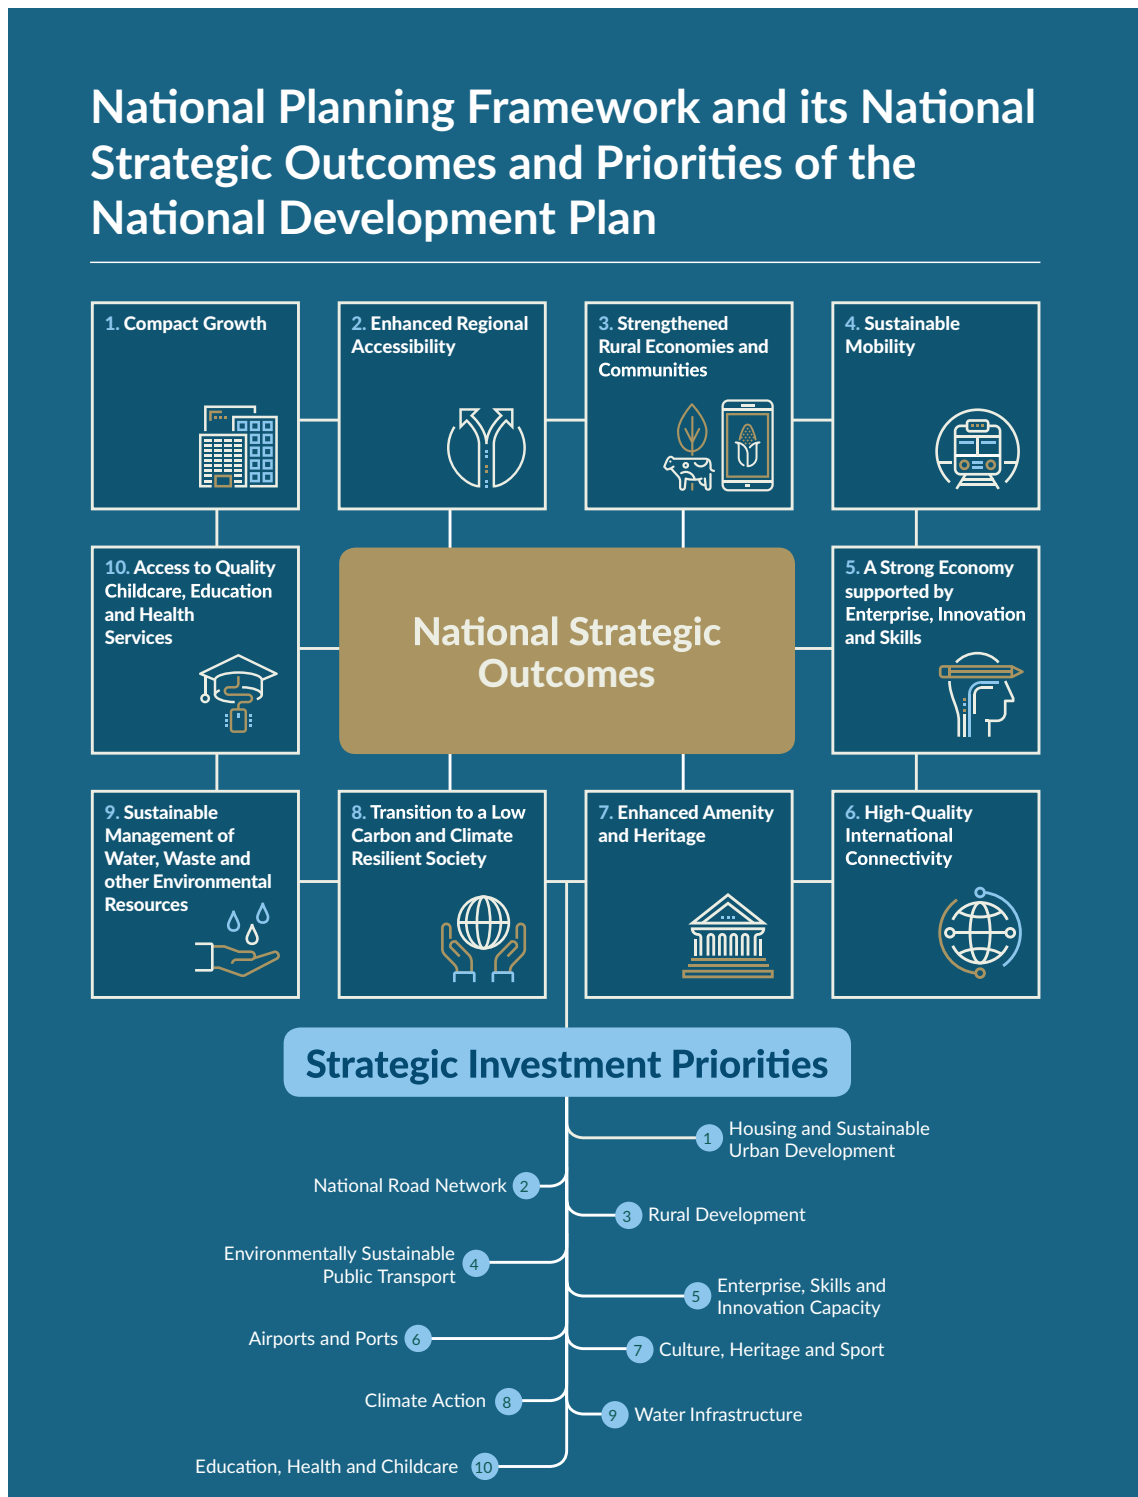 National Planning Framework and its National
Strategic Outcomes and Priorities of the
National Development Plan
1. Compact Growth
2. Enhanced Regional
Accessibility
3. Strengthened
Rural Economies and
Communities
4. Sustainable
Mobility
10. Access to Quality
Childcare, Education
and Health
Services
National Strategic
Outcomes
5. A Strong Economy
supported by
Enterprise, Innovation
and Skills
9. Sustainable
Management of
Water, Waste and
other Environmental
Resources
8. Transition to a Low
Carbon and Climate
Resilient Society
7. Enhanced Amenity
and Heritage
6. High-Quality
International
Connectivity
Strategic Investment Priorities
1 Housing and Sustainable
Urban Development
National Road Network 2
3 Rural Development
Environmentally Sustainable
Public Transport 4
5 Enterprise, Skills and
Innovation Capacity
Airports and Ports 6
7 Culture, Heritage and Sport
Climate Action 8
9 Water Infrastructure
Education, Health and Childcare 10